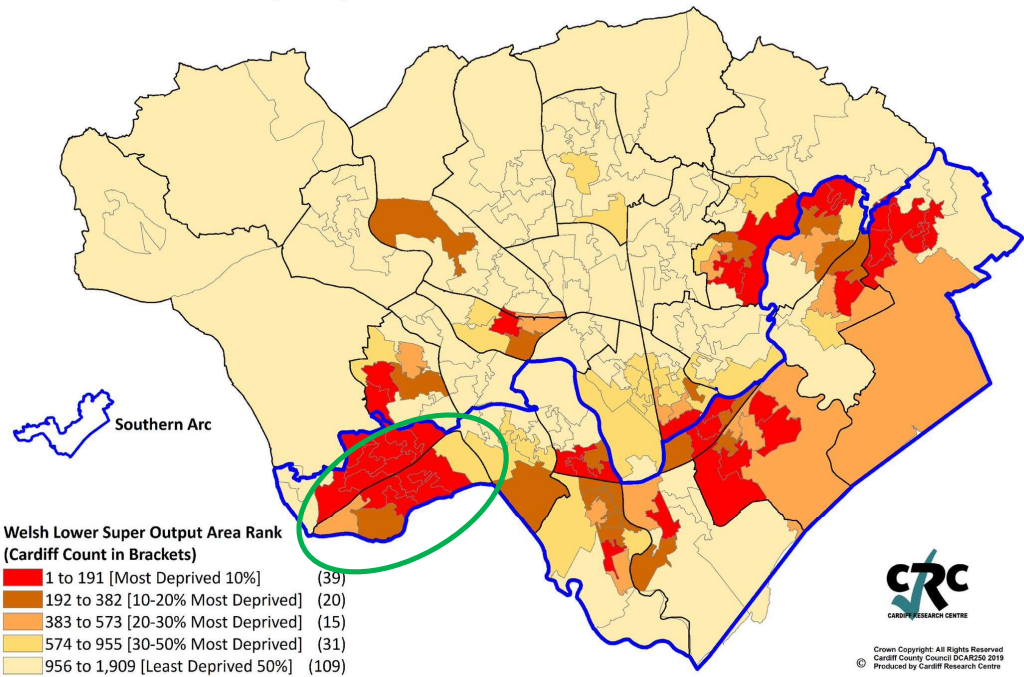 Southern Arc
Welsh Lower Super Output Area Rank
(Cardiff Count in Brackets)
1 to 191 [Most Deprived 10%] (39)
192 to 382 [10-20% Most Deprived] (20)
383 to 573 [20-30% Most Deprived] (15)
574 to 955 [30-50% Most Deprived] (31)
956 to 1,909 [Least Deprived 50%] (109)
CRC
CARDIFF RESEARCH CENTRE
Crown Copyright: All Rights Reserved
Cardiff County Council DCAR250 2019
© Produced by Cardiff Research Centre